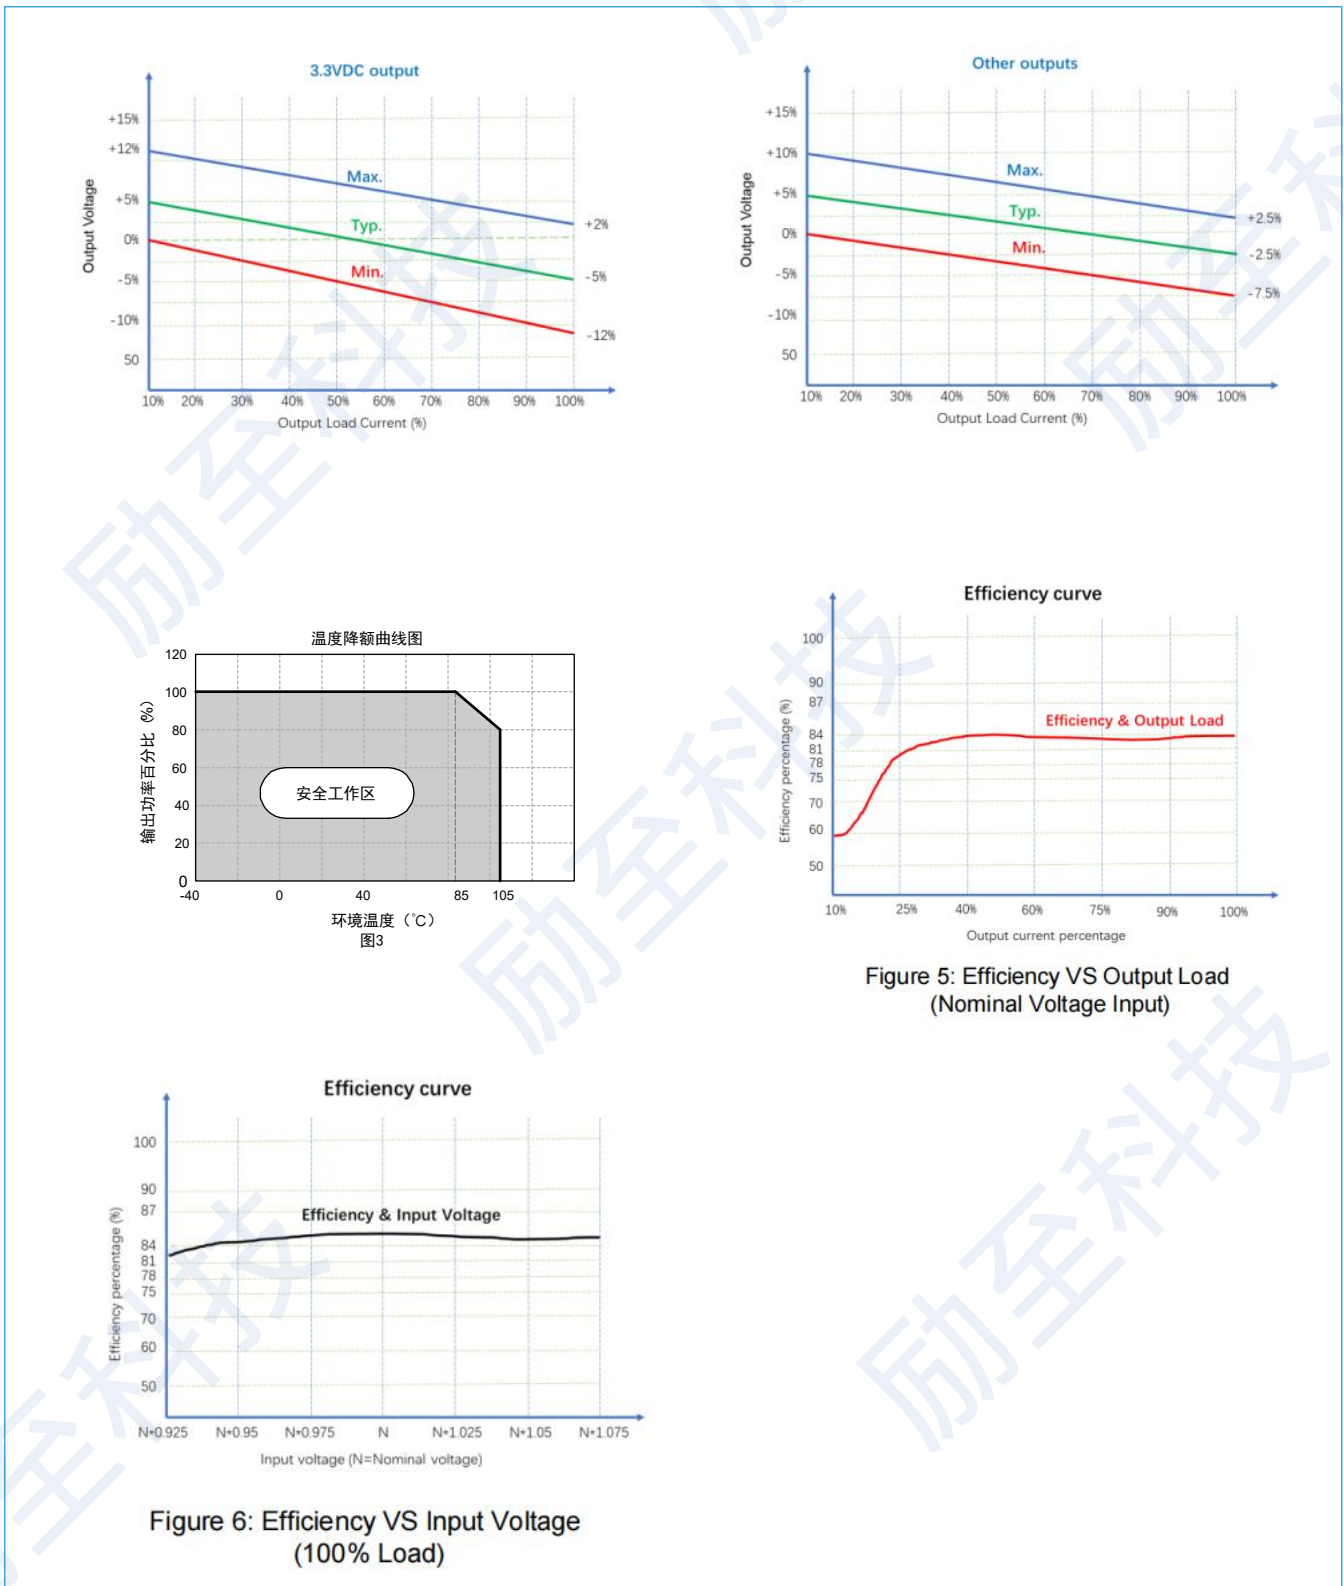 3.3VDC output
Output Voltage
+15%
+12%
+5%
0%
-5%
-10%
50
Max.
Typ.
Min.
+2%
-5%
-12%
10% 20% 30% 40% 50% 60% 70% 80% 90% 100%
Output Load Current (%)
Other outputs
Output Voltage
+15%
+10%
+5%
0%
-5%
-10%
50
Max.
Typ.
Min.
+2.5%
-2.5%
-7.5%
10% 20% 30% 40% 50% 60% 70% 80% 90% 100%
Output Load Current (%)
温度降额曲线图
输出功率百分比（%）
120
100
80
60
40
20
0
安全工作区
-40 0 40 85 105
环境温度（℃）
图3
Efficiency curve
Efficiency percentage (%)
100
90
87
84
81
78
75
70
60
50
Efficiency & Output Load
10% 25% 40% 60% 75% 90% 100%
Output current percentage
Figure 5: Efficiency VS Output Load
(Nominal Voltage Input)
Efficiency curve
Efficiency percentage (%)
100
90
87
84
81
78
75
70
60
50
Efficiency & Input Voltage
N*0.925 N*0.95 N*0.975 N N*1.025 N*1.05 N*1.075
Input voltage (N=Nominal voltage)
Figure 6: Efficiency VS Input Voltage
(100% Load)
励至科技
励至科技
励至科技
励至科技
励至科技